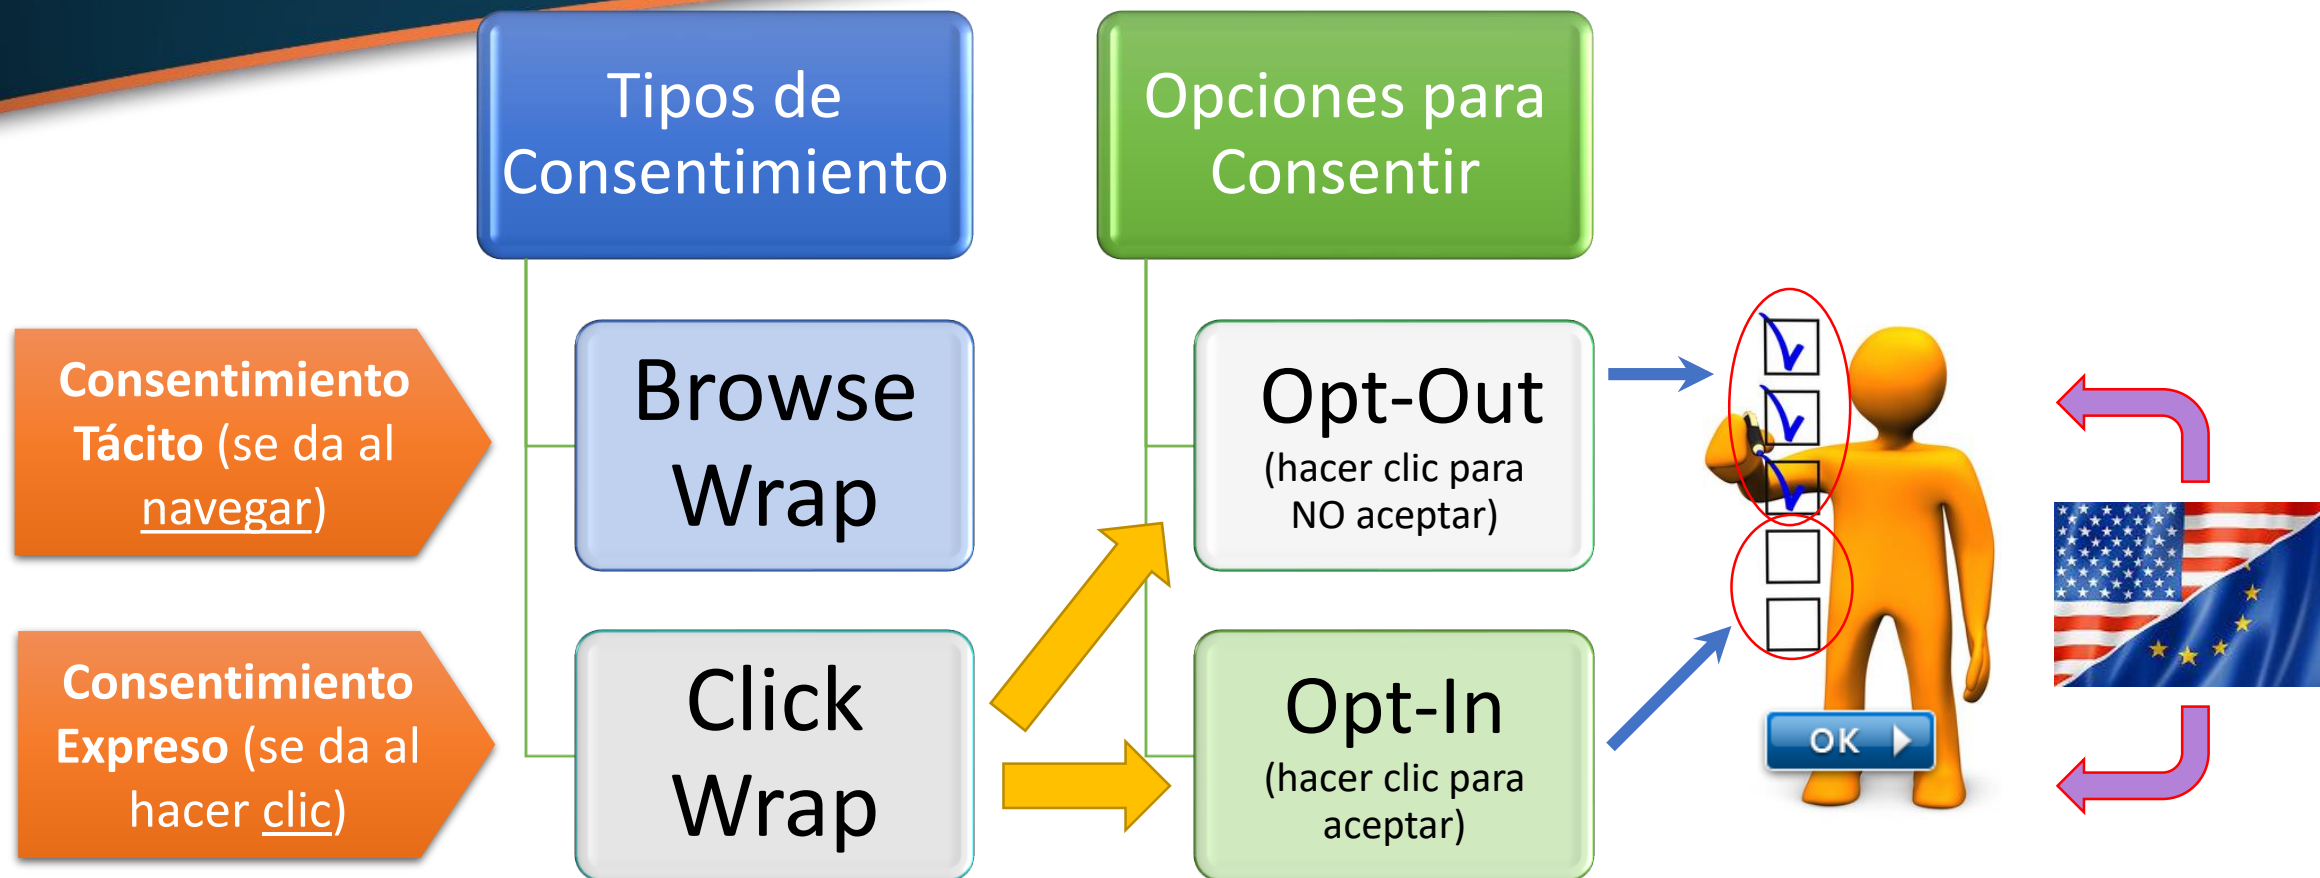 Tipos de
Consentimiento
Opciones para
Consentir
Consentimiento
Tácito (se da al
navegar)
Browse
Wrap
Opt-Out
(hacer clic para
NO aceptar)
Consentimiento
Expreso (se da al
hacer clic)
Click
Wrap
Opt-In
(hacer clic para
aceptar)
OK